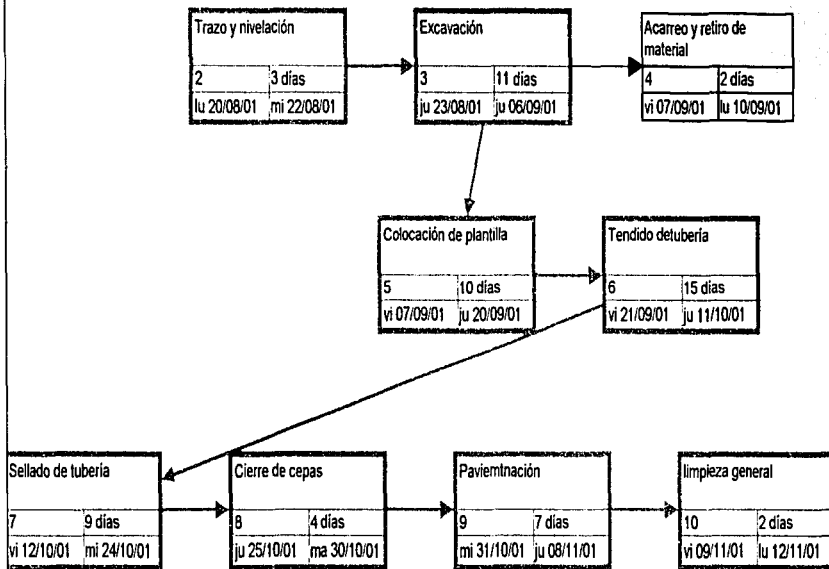 Trazo y nivelación
2 3 días
lu 20/08/01 mi 22/08/01
Excavación
3 11 días
ju 23/08/01 ju 06/09/01
Acarreo y retiro de
material
4 2 días
vi 07/09/01 lu 10/09/01
Colocación de plantilla
5 10 días
vi 07/09/01 ju 20/09/01
Tendido detubería
6 15 días
vi 21/09/01 ju 11/10/01
Sellado de tubería
7 9 días
vi 12/10/01 mi 24/10/01
Cierre de cepas
8 4 días
ju 25/10/01 ma 30/10/01
Paviemtnación
9 7 días
mi 31/10/01 ju 08/11/01
limpieza general
10 2 días
vi 09/11/01 lu 12/11/01